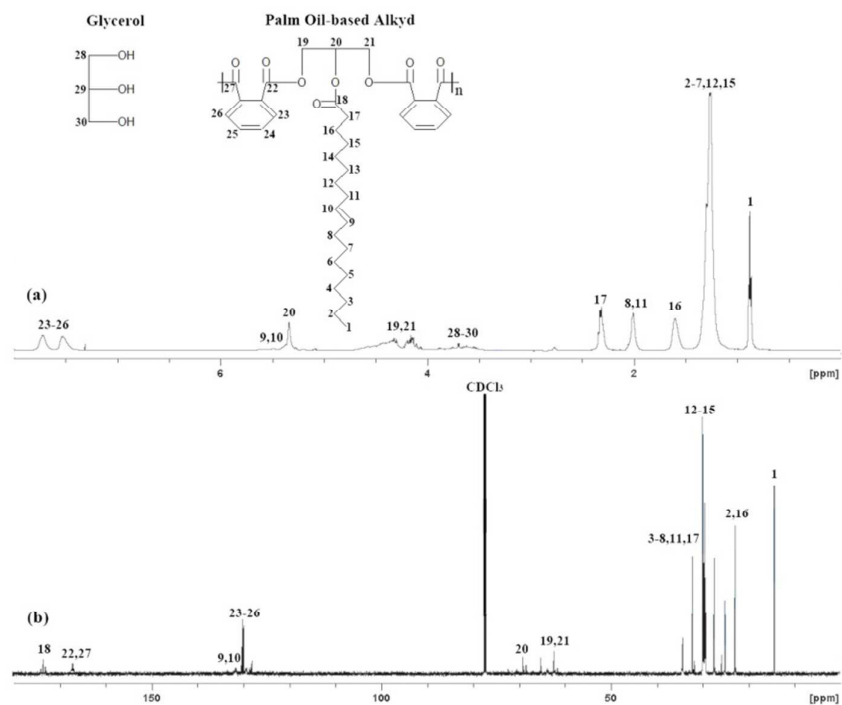 Glycerol
28 OH
29 OH
30 OH
Palm Oil-based Alkyd
19 20 21
O O O O
27 22 O O O n
O 18
26 23 17
25 24 16
15
14
13
12
11
10
9
8
7
6
5
4
3
2
1
(a)
23-26
9,10
20
19,21
28-30
17
8,11
16
2-7,12,15
1
6 4 2 [ppm]
(b)
18
22,27
9,10
23-26
CDCl₃
20
19,21
3-8,11,17
12-15
2,16
1
150 100 50 [ppm]